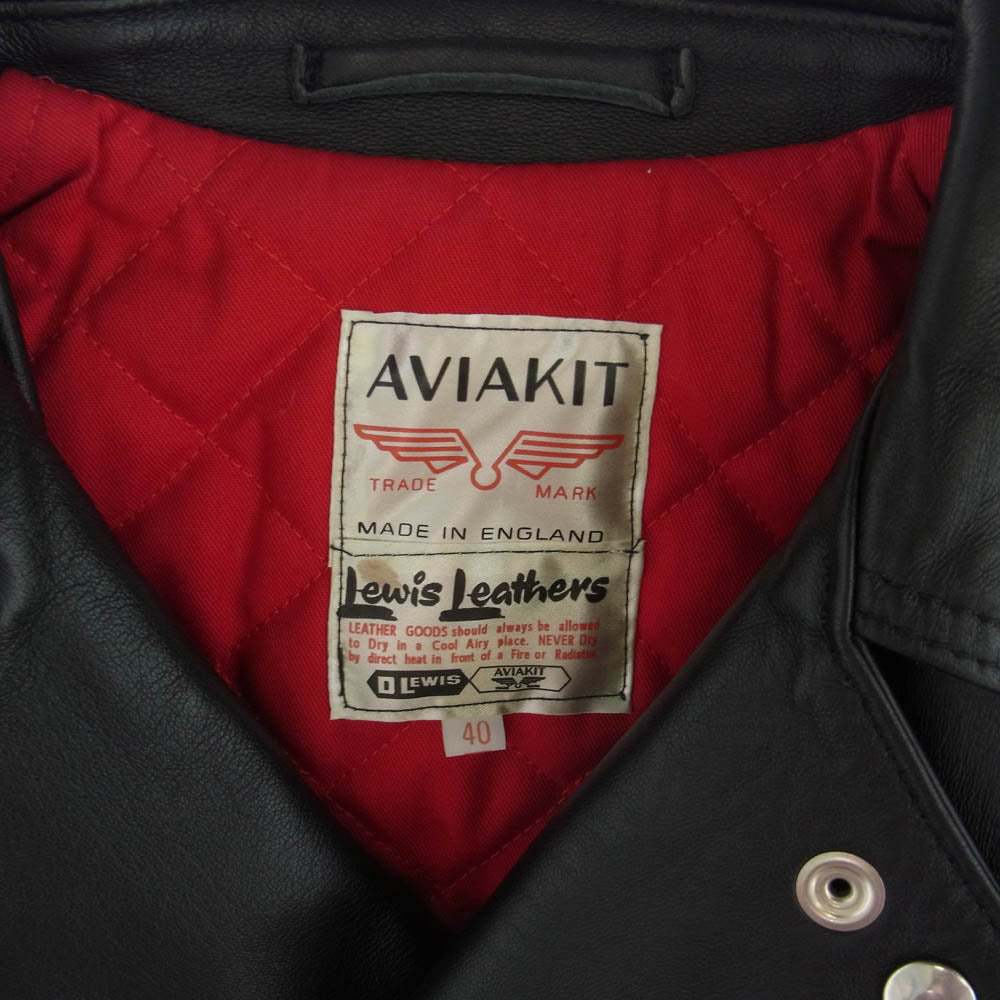 AVIAKIT
TRADE MARK
MADE IN ENGLAND
Lewis Leathers
LEATHER GOODS should always be allowed
to Dry in a Cool Airy place. NEVER Dry
by direct heat in front of a Fire or Radiator
D LEWIS AVIAKIT
40